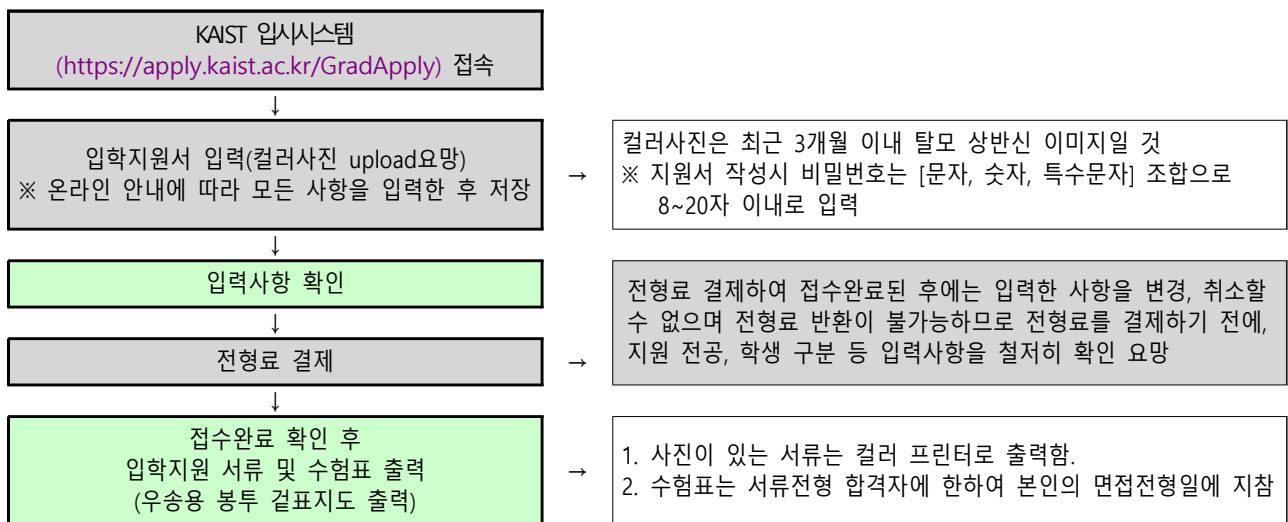 KAIST 입시시스템
(https://apply.kaist.ac.kr/GradApply) 접속
↓
입학지원서 입력(컬러사진 upload요망)
※ 온라인 안내에 따라 모든 사항을 입력한 후 저장
→
컬러사진은 최근 3개월 이내 탈모 상반신 이미지일 것
※ 지원서 작성시 비밀번호는 [문자, 숫자, 특수문자] 조합으로
8~20자 이내로 입력
↓
입력사항 확인
↓
전형료 결제
→
전형료 결제하여 접수완료된 후에는 입력한 사항을 변경, 취소할
수 없으며 전형료 반환이 불가능하므로 전형료를 결제하기 전에,
지원 전공, 학생 구분 등 입력사항을 철저히 확인 요망
↓
접수완료 확인 후
입학지원 서류 및 수험표 출력
(우송용 봉투 겉표지도 출력)
→
1. 사진이 있는 서류는 컬러 프린터로 출력함.
2. 수험표는 서류전형 합격자에 한하여 본인의 면접전형일에 지참